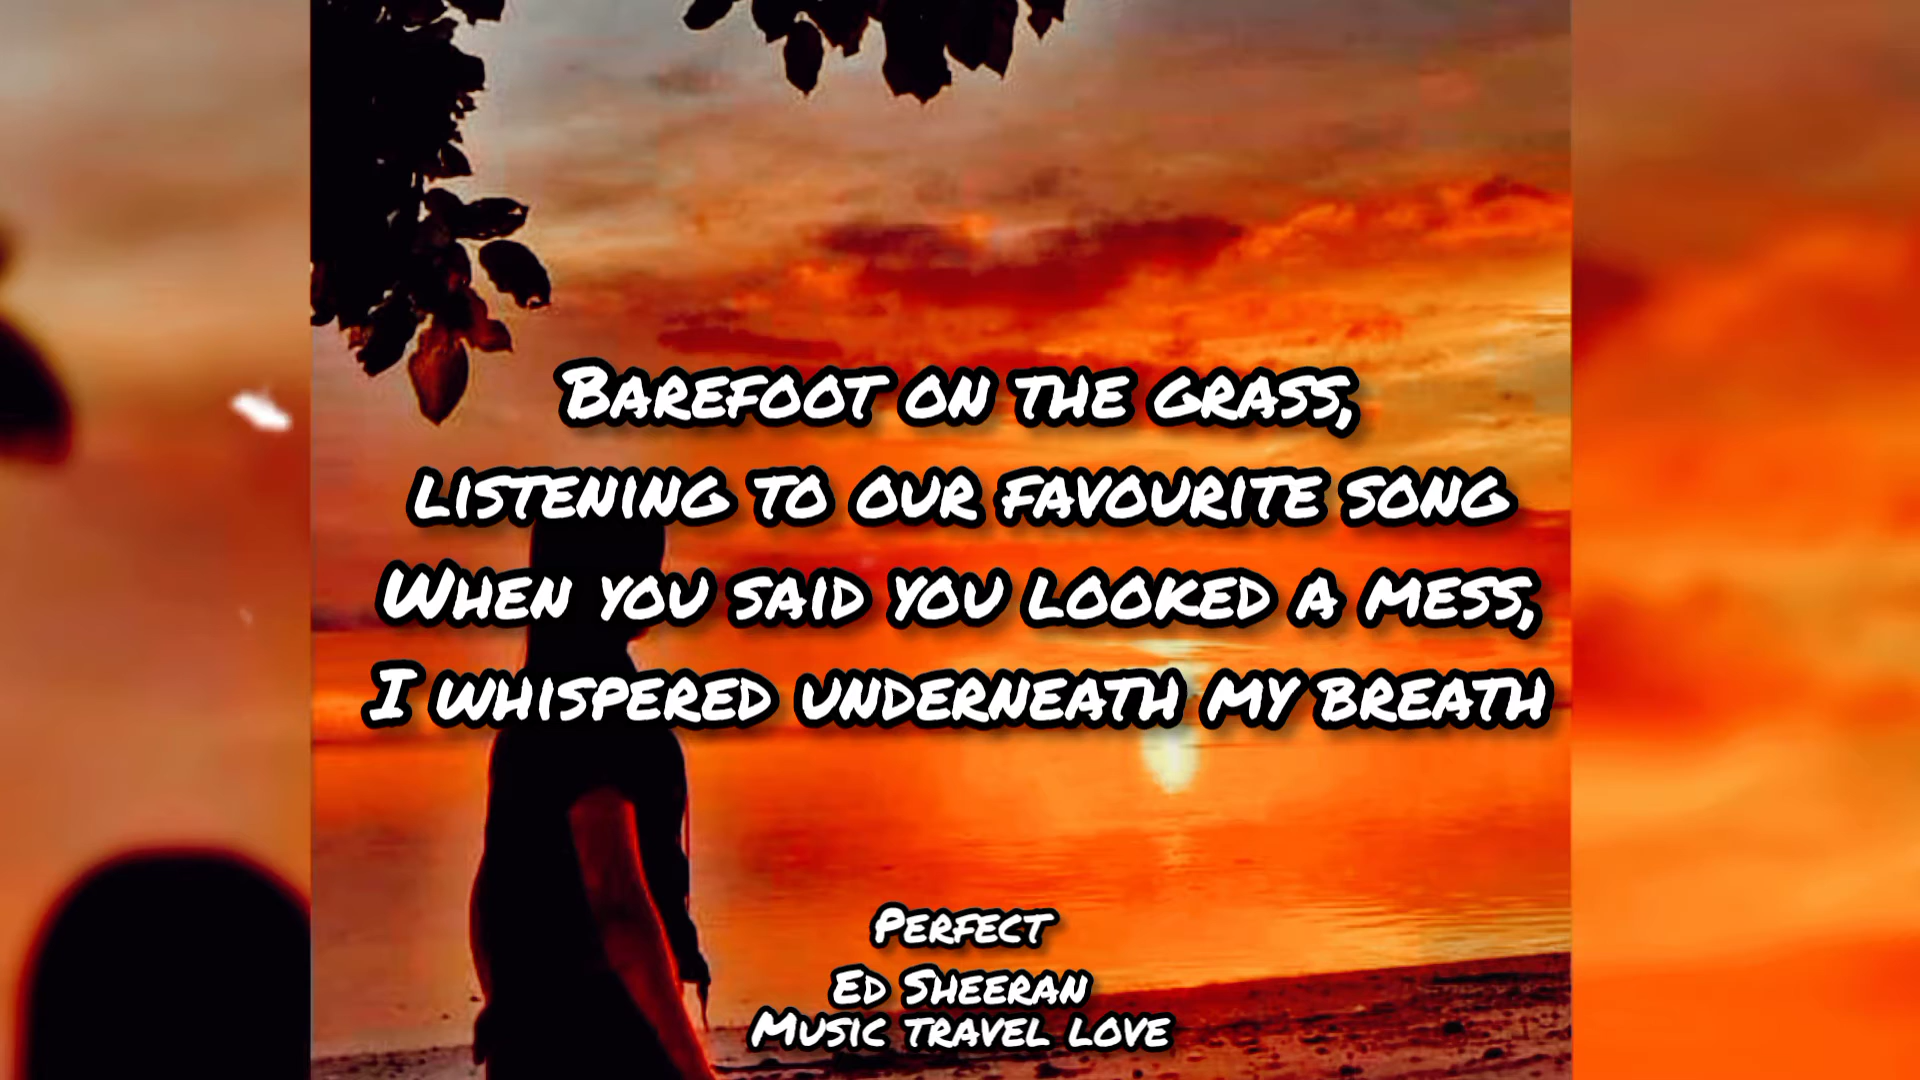 Barefoot on the grass,
listening to our favourite song
When you said you looked a mess,
I whispered underneath my breath
Perfect
Ed Sheeran
Music travel love